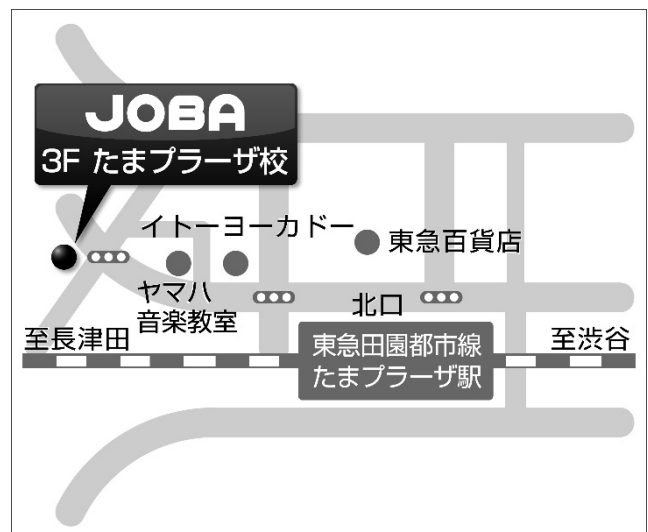 JOBA
3F たまプラーザ校
イトーヨーカドー
東急百貨店
ヤマハ
音楽教室
北口
至長津田
東急田園都市線
たまプラーザ駅
至渋谷